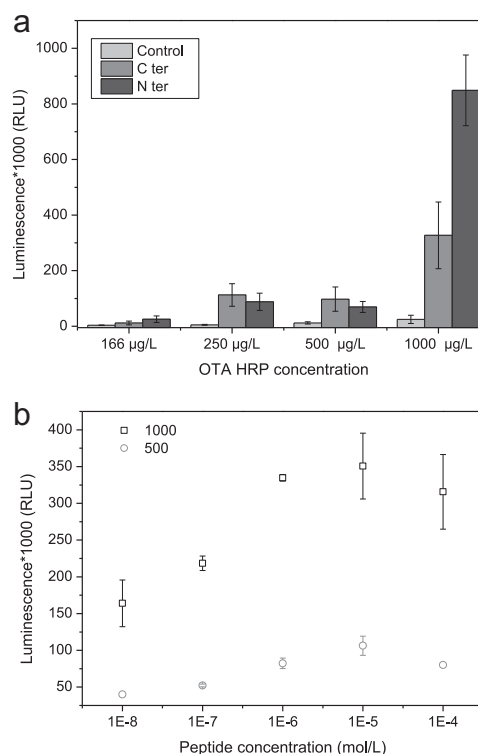 a
1000
800
600
400
200
0
Luminescence*1000 (RLU)
Control
C ter
N ter
166 µg/L 250 µg/L 500 µg/L 1000 µg/L
OTA HRP concentration
b
400
350
300
250
200
150
100
50
Luminescence*1000 (RLU)
1000
500
1E-8 1E-7 1E-6 1E-5 1E-4
Peptide concentration (mol/L)